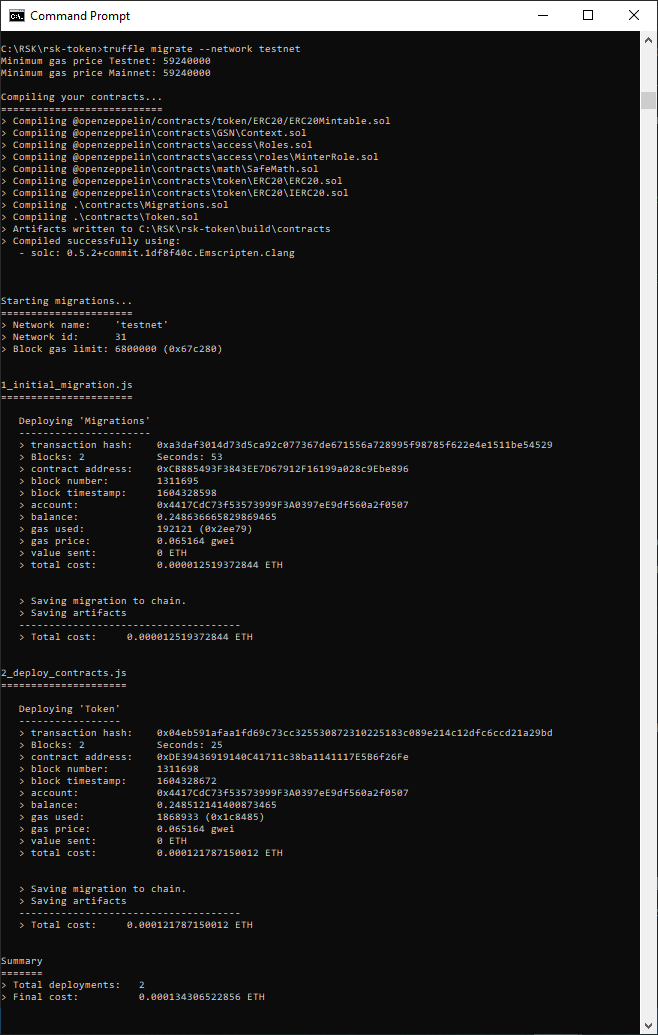 Command Prompt
C:\RSK\rsk-token>truffle migrate --network testnet
Minimum gas price Testnet: 59240000
Minimum gas price Mainnet: 59240000
Compiling your contracts...
===========================
> Compiling @openzeppelin/contracts/token/ERC20/ERC20Mintable.sol
> Compiling @openzeppelin\contracts\GSN\Context.sol
> Compiling @openzeppelin\contracts\access\Roles.sol
> Compiling @openzeppelin\contracts\access\roles\MinterRole.sol
> Compiling @openzeppelin\contracts\math\SafeMath.sol
> Compiling @openzeppelin\contracts\token\ERC20\ERC20.sol
> Compiling @openzeppelin\contracts\token\ERC20\IERC20.sol
> Compiling .\contracts\Migrations.sol
> Compiling .\contracts\Token.sol
> Artifacts written to C:\RSK\rsk-token\build\contracts
> Compiled successfully using:
   - solc: 0.5.2+commit.1df8f40c.Emscripten.clang
Starting migrations...
======================
> Network name:    'testnet'
> Network id:      31
> Block gas limit: 6800000 (0x67c280)
1_initial_migration.js
======================
   Deploying 'Migrations'
   ----------------------
   > transaction hash:    0xa3daf3014d73d5ca92c077367de671556a728995f98785f622e4e1511be54529
   > Blocks: 2            Seconds: 53
   > contract address:    0xCB885493F3843EE7D67912F16199a028c9Ebe896
   > block number:        1311695
   > block timestamp:     1604328598
   > account:             0x4417CdC73f53573999F3A0397eE9df560a2f0507
   > balance:             0.248636665829869465
   > gas used:            192121 (0x2ee79)
   > gas price:           0.065164 gwei
   > value sent:          0 ETH
   > total cost:          0.000012519372844 ETH
   > Saving migration to chain.
   > Saving artifacts
   -------------------------------------
   > Total cost:     0.000012519372844 ETH
2_deploy_contracts.js
=====================
   Deploying 'Token'
   -----------------
   > transaction hash:    0x04eb591afaa1fd69c73cc325530872310225183c089e214c12dfc6ccd21a29bd
   > Blocks: 2            Seconds: 25
   > contract address:    0xDE39436919140C41711c38ba1141117E5B6f26Fe
   > block number:        1311698
   > block timestamp:     1604328672
   > account:             0x4417CdC73f53573999F3A0397eE9df560a2f0507
   > balance:             0.248512141400873465
   > gas used:            1868933 (0x1c8485)
   > gas price:           0.065164 gwei
   > value sent:          0 ETH
   > total cost:          0.000121787150012 ETH
   > Saving migration to chain.
   > Saving artifacts
   -------------------------------------
   > Total cost:     0.000121787150012 ETH
Summary
=======
> Total deployments:   2
> Final cost:          0.000134306522856 ETH